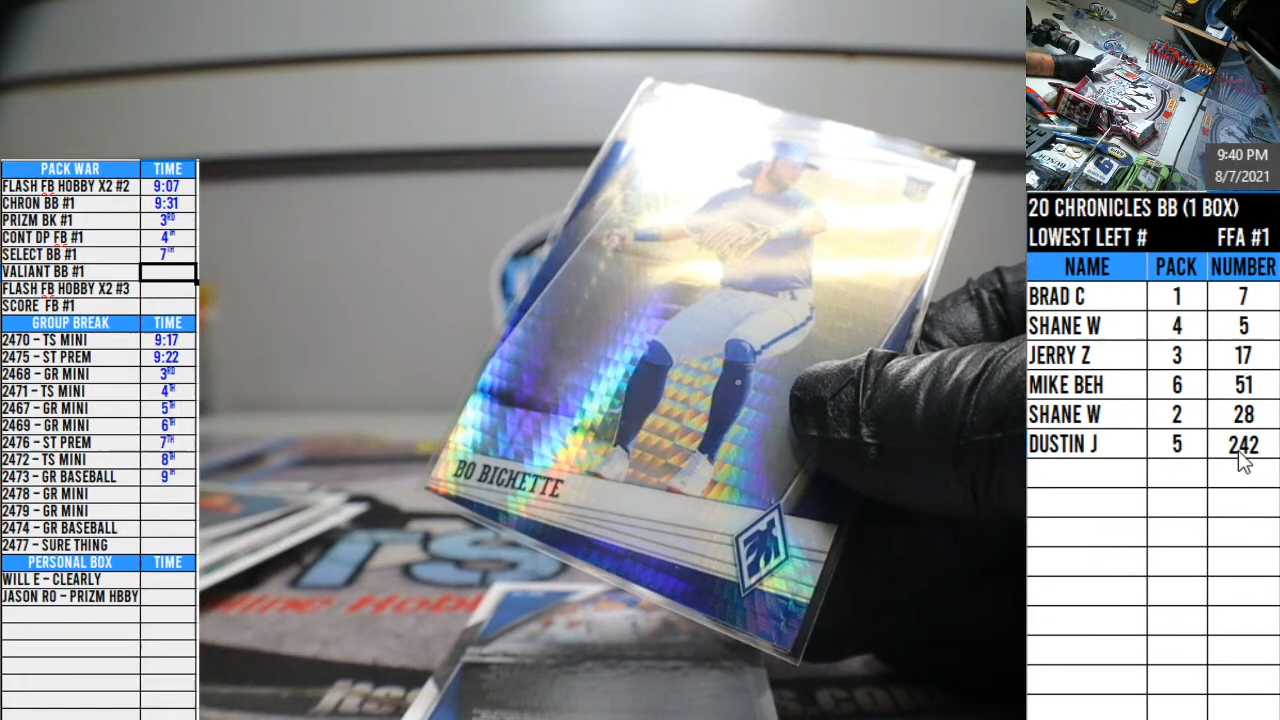 PACK WAR TIME
FLASH FB HOBBY X2 #2 9:07
CHRON BB #1 9:31
PRIZM BK #1 3RD
CONT DP FB #1 4TH
SELECT BB #1 7TH
VALIANT BB #1
FLASH FB HOBBY X2 #3
SCORE FB #1
GROUP BREAK TIME
2470 – TS MINI 9:17
2475 – ST PREM 9:22
2468 – GR MINI 3RD
2471 – TS MINI 4TH
2467 – GR MINI 5TH
2469 – GR MINI 6TH
2476 – ST PREM 7TH
2472 – TS MINI 8TH
2473 – GR BASEBALL 9TH
2478 – GR MINI
2479 – GR MINI
2474 – GR BASEBALL
2477 – SURE THING
PERSONAL BOX TIME
WILL E – CLEARLY
JASON RO – PRIZM HBBY
BO BICHETTE
RC
TS
9:40 PM
8/7/2021
20 CHRONICLES BB (1 BOX)
LOWEST LEFT # FFA #1
NAME PACK NUMBER
BRAD C 1 7
SHANE W 4 5
JERRY Z 3 17
MIKE BEH 6 51
SHANE W 2 28
DUSTIN J 5 242